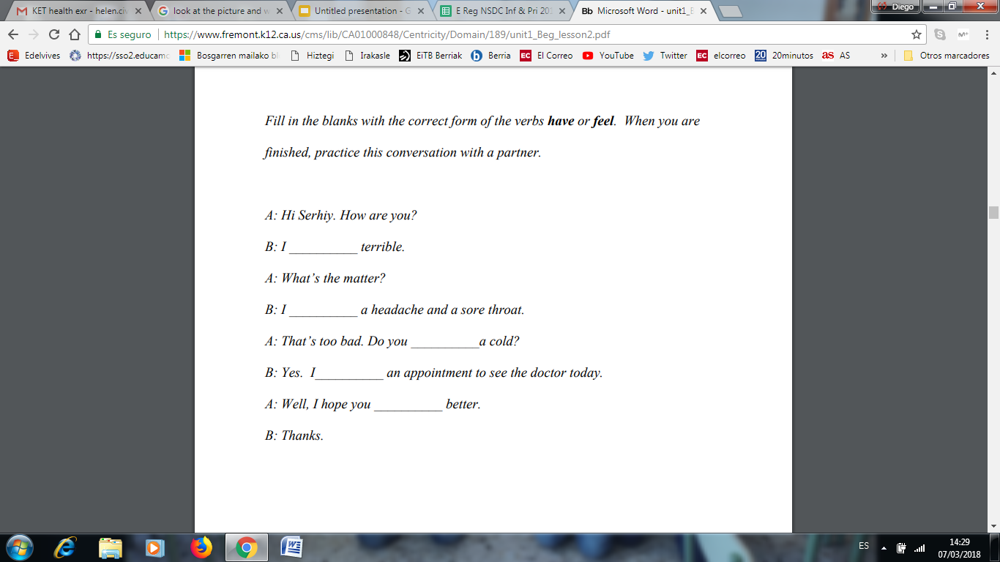 KET health exr - helen.civ
look at the picture and w
Untitled presentation - G
E Reg NSDC Inf & Pri 201
Microsoft Word - unit1_B
Diego
Es seguro
https://www.fremont.k12.ca.us/cms/lib/CA01000848/Centricity/Domain/189/unit1_Beg_lesson2.pdf
Edelvives
https://sso2.educamc
Bosgarren mailako bl
Hiztegi
Irakasle
EiTB Berriak
Berria
EC El Correo
YouTube
Twitter
EC elcorreo
20 20minutos
as AS
»
Otros marcadores
Fill in the blanks with the correct form of the verbs have or feel. When you are
finished, practice this conversation with a partner.
A: Hi Serhiy. How are you?
B: I __________ terrible.
A: What’s the matter?
B: I __________ a headache and a sore throat.
A: That’s too bad. Do you __________a cold?
B: Yes. I__________ an appointment to see the doctor today.
A: Well, I hope you __________ better.
B: Thanks.
ES
14:29
07/03/2018